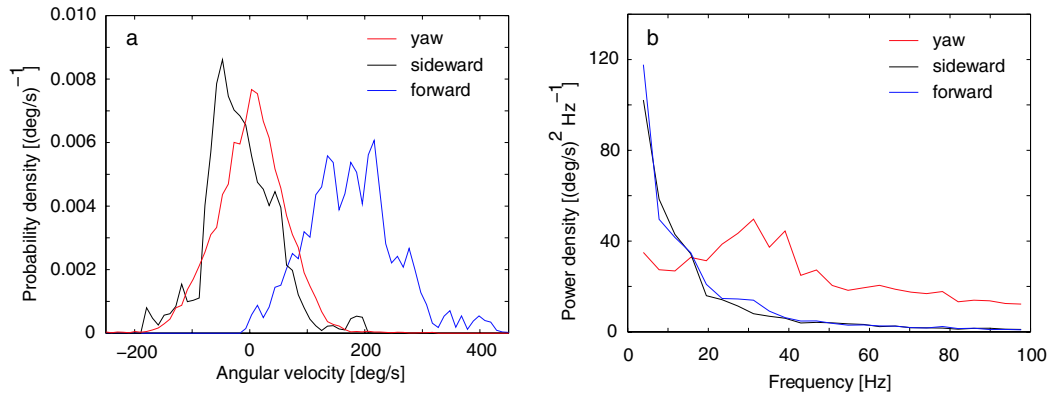 a
yaw
sideward
forward
0.010
0.008
0.006
0.004
0.002
0
Probability density [(deg/s)⁻¹]
−200
0
200
400
Angular velocity [deg/s]
b
yaw
sideward
forward
120
80
40
0
Power density [(deg/s)² Hz⁻¹]
0
20
40
60
80
100
Frequency [Hz]